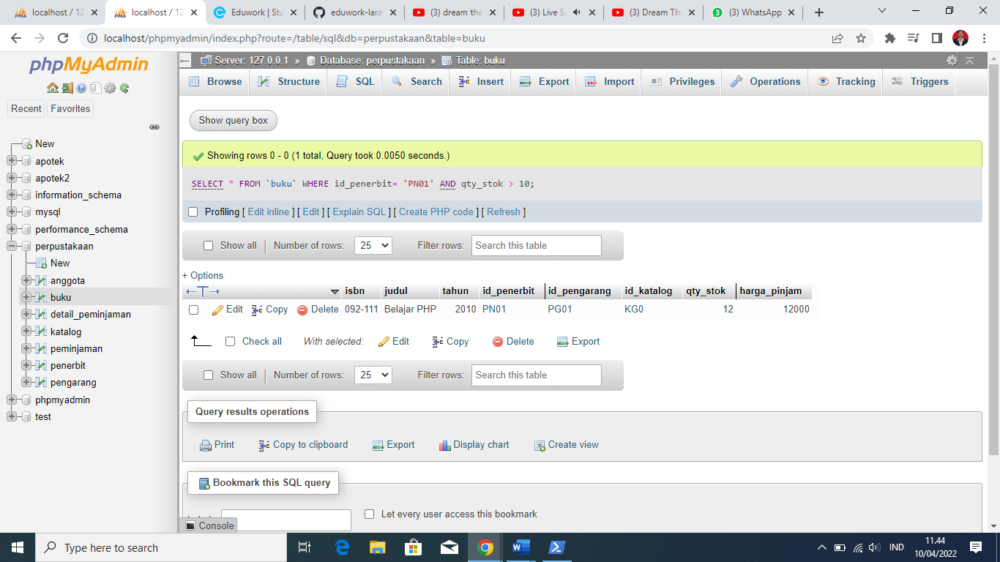 localhost / 12
localhost / 12
Eduwork | Stu
eduwork-lara
(3) dream the
(3) Live S
(3) Dream The
(3) WhatsApp
localhost/phpmyadmin/index.php?route=/table/sql&db=perpustakaan&table=buku
phpMyAdmin
Recent
Favorites
New
apotek
apotek2
information_schema
mysql
performance_schema
perpustakaan
New
anggota
buku
detail_peminjaman
katalog
peminjaman
penerbit
pengarang
phpmyadmin
test
Server: 127.0.0.1 » Database: perpustakaan » Table: buku
Browse Structure SQL Search Insert Export Import Privileges Operations Tracking Triggers
Show query box
Showing rows 0 - 0 (1 total, Query took 0.0050 seconds.)
SELECT * FROM `buku` WHERE id_penerbit= 'PN01' AND qty_stok > 10;
Profiling [ Edit inline ] [ Edit ] [ Explain SQL ] [ Create PHP code ] [ Refresh ]
Show all Number of rows: 25 Filter rows: Search this table
+ Options
←T→ isbn judul tahun id_penerbit id_pengarang id_katalog qty_stok harga_pinjam
Edit Copy Delete 092-111 Belajar PHP 2010 PN01 PG01 KG0 12 12000
Check all With selected: Edit Copy Delete Export
Show all Number of rows: 25 Filter rows: Search this table
Query results operations
Print Copy to clipboard Export Display chart Create view
Bookmark this SQL query
Let every user access this bookmark
Console
Type here to search
IND
11.44
10/04/2022